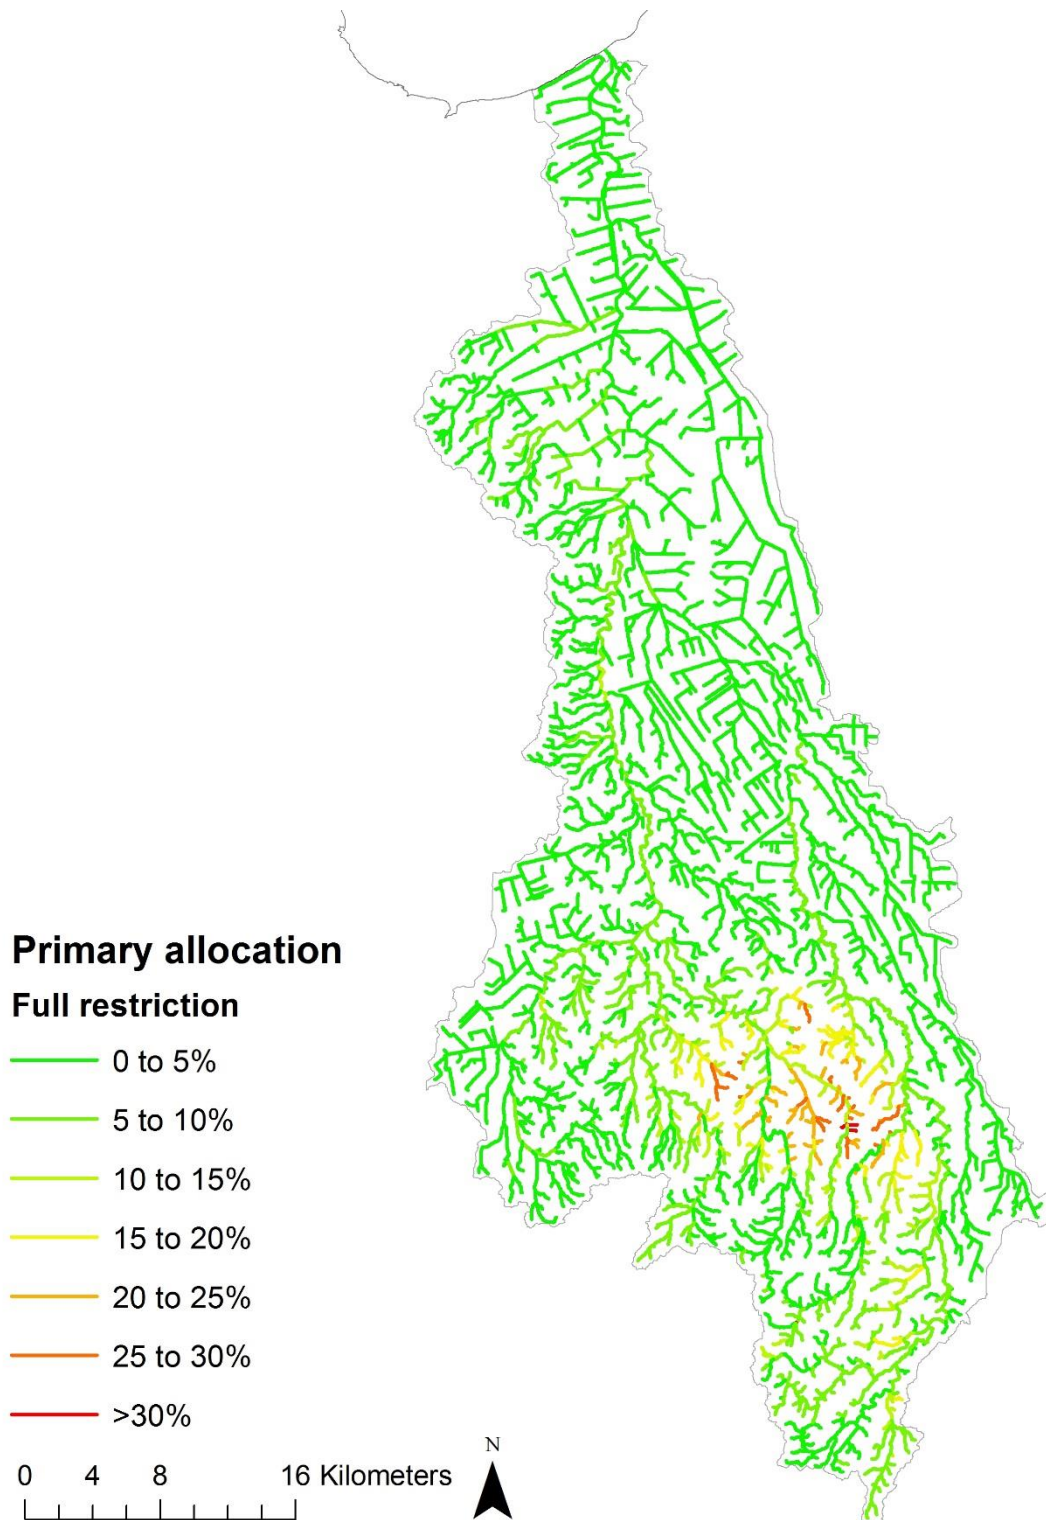 Primary allocation
Full restriction
0 to 5%
5 to 10%
10 to 15%
15 to 20%
20 to 25%
25 to 30%
>30%
N
0 4 8 16 Kilometers